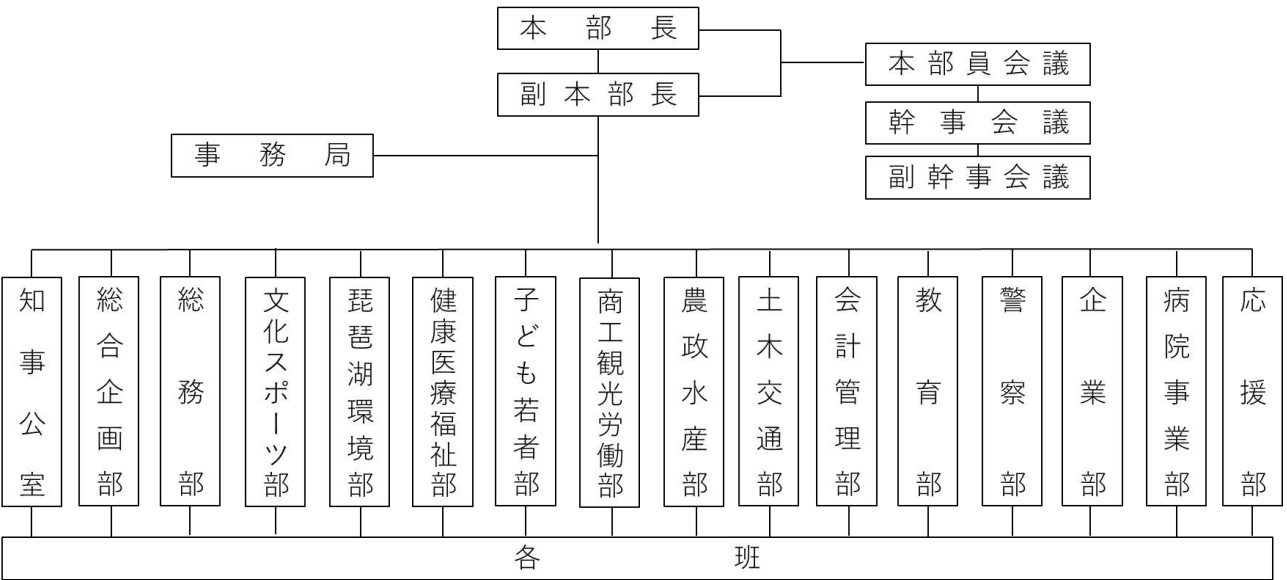 本部長
副本部長
本部員会議
幹事会議
副幹事会議
事務局
知事公室
総合企画部
総務部
文化スポーツ部
琵琶湖環境部
健康医療福祉部
子ども若者部
商工観光労働部
農政水産部
土木交通部
会計管理部
教育部
警察部
企業部
病院事業部
応援部
各班